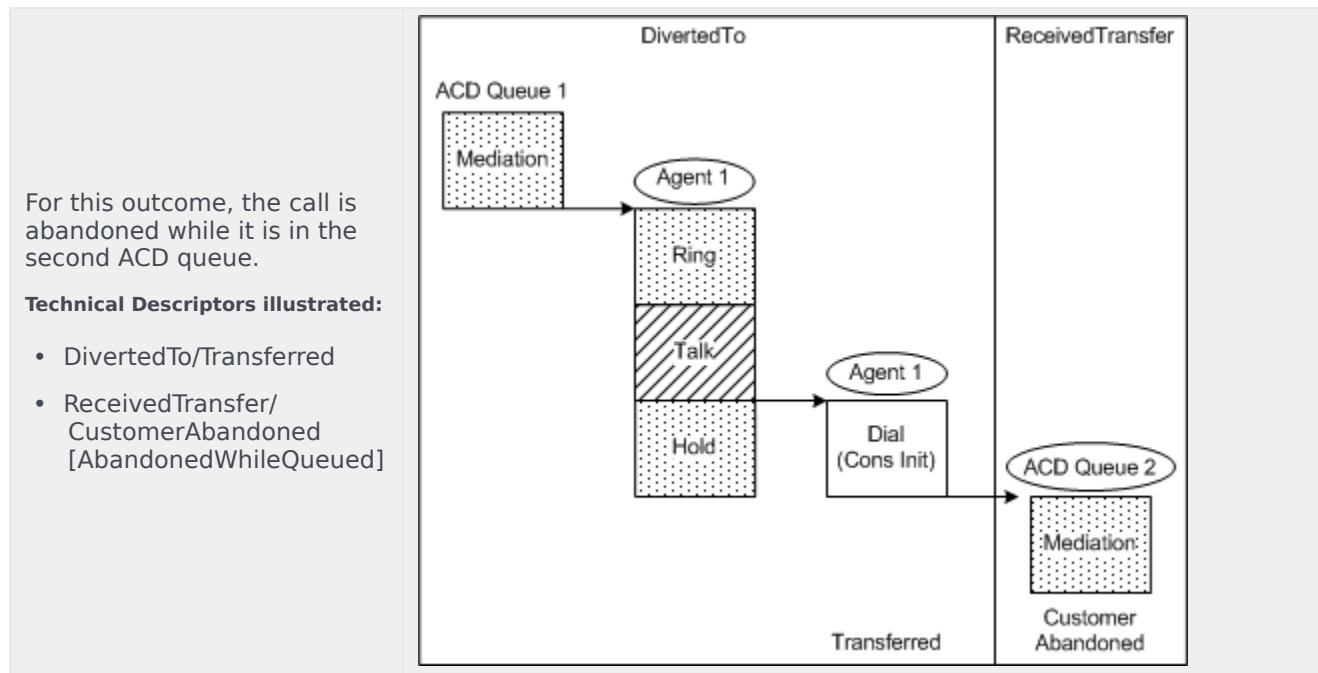 For this outcome, the call is
abandoned while it is in the
second ACD queue.
Technical Descriptors illustrated:
• DivertedTo/Transferred
• ReceivedTransfer/
CustomerAbandoned
[AbandonedWhileQueued]
DivertedTo
ReceivedTransfer
ACD Queue 1
Mediation
Agent 1
Ring
Talk
Hold
Agent 1
Dial
(Cons Init)
ACD Queue 2
Mediation
Transferred
Customer
Abandoned